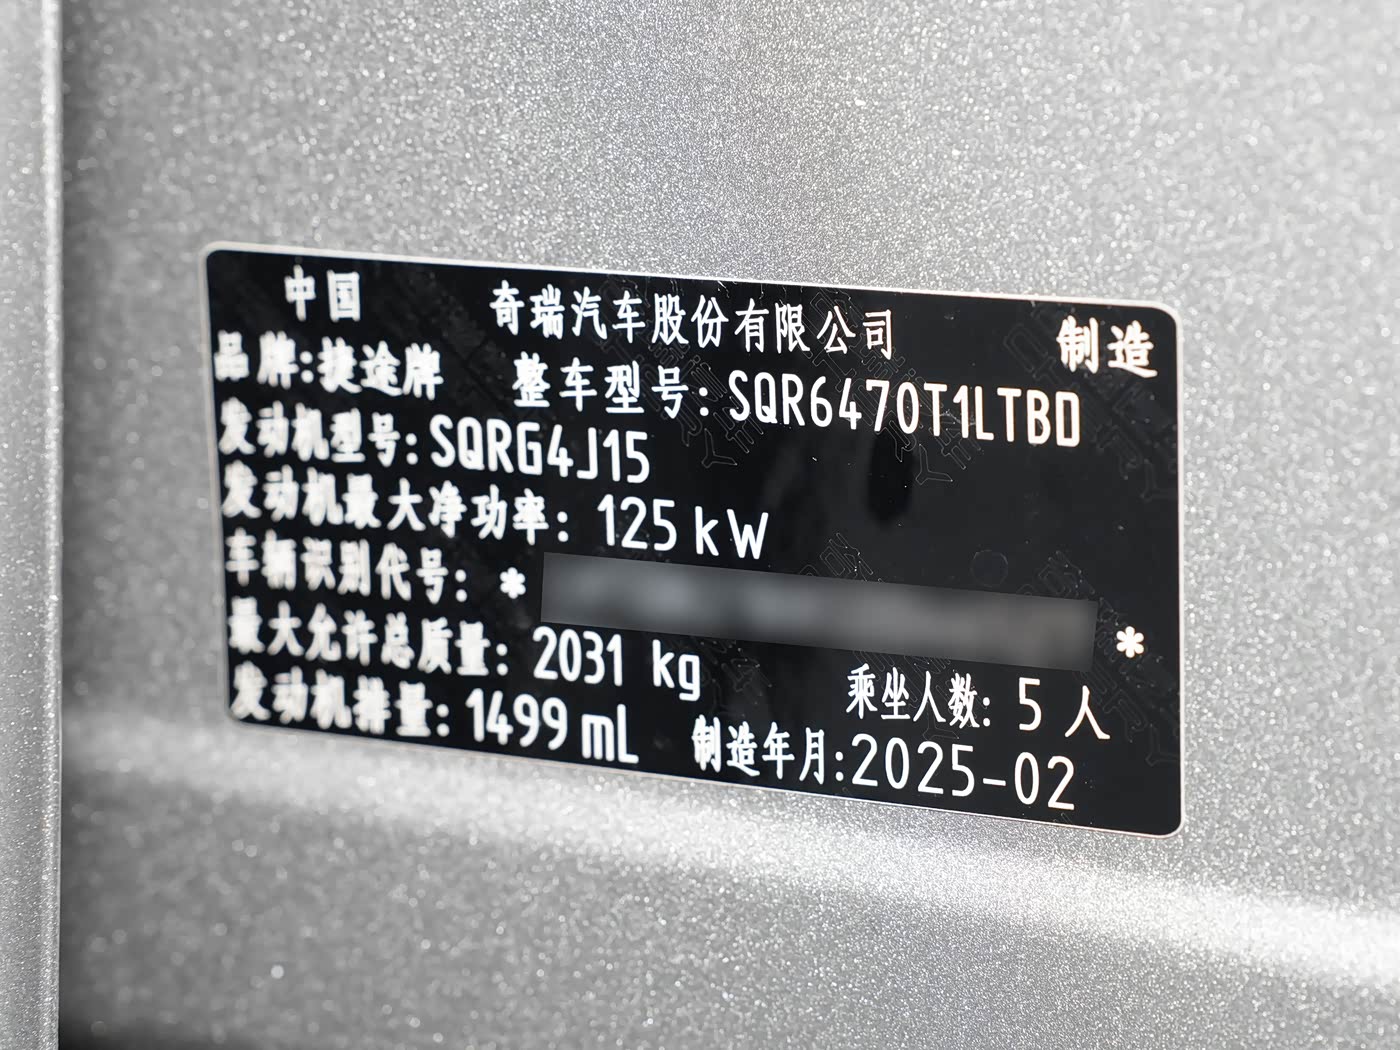 中国 奇瑞汽车股份有限公司 制造
品牌:捷途牌 整车型号:SQR6470T1LTBD
发动机型号:SQRG4J15
发动机最大净功率: 125 kW
车辆识别代号: * *
最大允许总质量: 2031 kg 乘坐人数: 5 人
发动机排量: 1499 mL 制造年月:2025-02